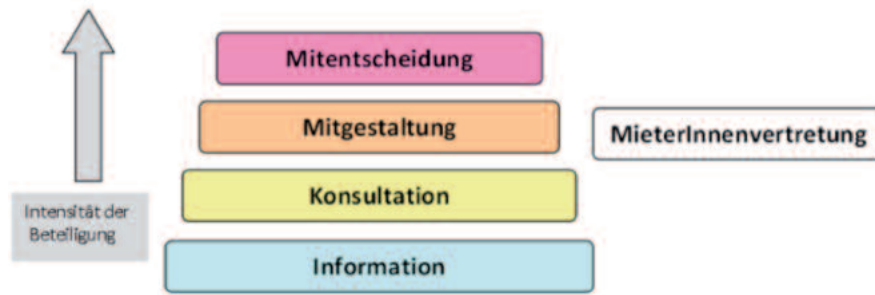 Mitentscheidung
Mitgestaltung
MieterInnenvertretung
Konsultation
Intensität der
Beteiligung
Information